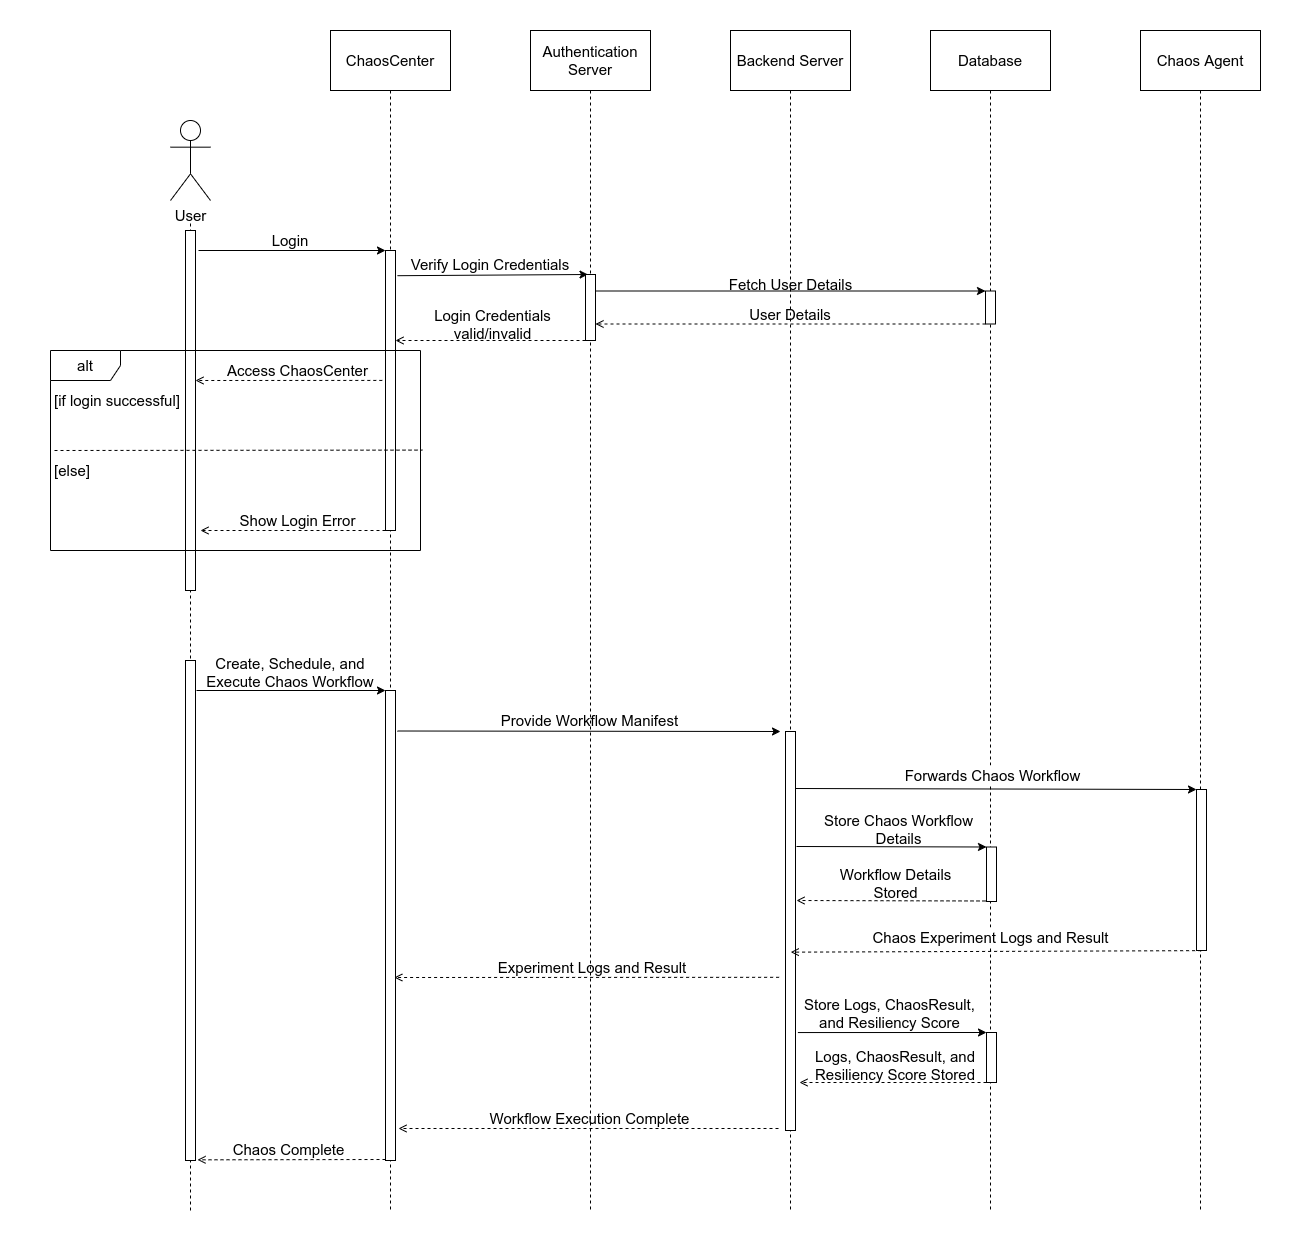 ChaosCenter
Authentication
Server
Backend Server
Database
Chaos Agent
User
Login
Verify Login Credentials
Fetch User Details
User Details
Login Credentials
valid/invalid
alt
Access ChaosCenter
[if login successful]
[else]
Show Login Error
Create, Schedule, and
Execute Chaos Workflow
Provide Workflow Manifest
Forwards Chaos Workflow
Store Chaos Workflow
Details
Workflow Details
Stored
Chaos Experiment Logs and Result
Experiment Logs and Result
Store Logs, ChaosResult,
and Resiliency Score
Logs, ChaosResult, and
Resiliency Score Stored
Workflow Execution Complete
Chaos Complete